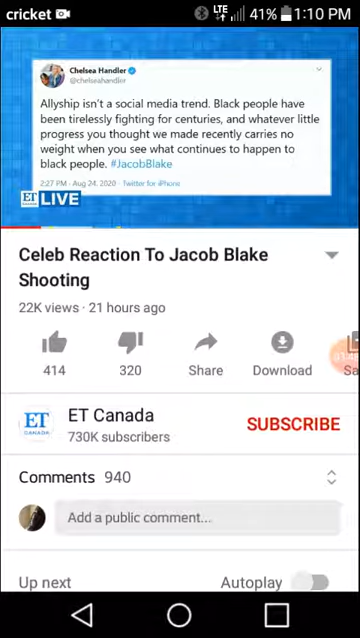 cricket LTE 41% 1:10 PM
Chelsea Handler
@chelseahandler
Allyship isn't a social media trend. Black people have
been tirelessly fighting for centuries, and whatever little
progress you thought we made recently carries no
weight when you see what continues to happen to
black people. #JacobBlake
2:27 PM · Aug 24, 2020 · Twitter for iPhone
ET LIVE
Celeb Reaction To Jacob Blake
Shooting
22K views · 21 hours ago
414 320 Share Download Sa
ET Canada
ET CANADA
730K subscribers
SUBSCRIBE
Comments 940
Add a public comment...
Up next Autoplay